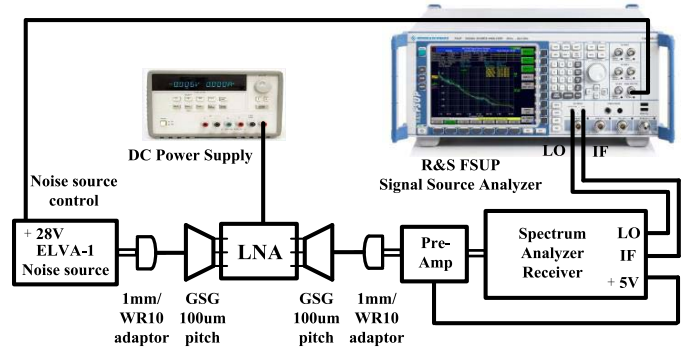 DC Power Supply
LO IF
R&S FSUP
Signal Source Analyzer
Noise source
control
+ 28V
ELVA-1
Noise source
1mm/
WR10
adaptor
GSG
100um
pitch
LNA
GSG
100um
pitch
1mm/
WR10
adaptor
Pre-
Amp
Spectrum
Analyzer
Receiver
LO
IF
+ 5V